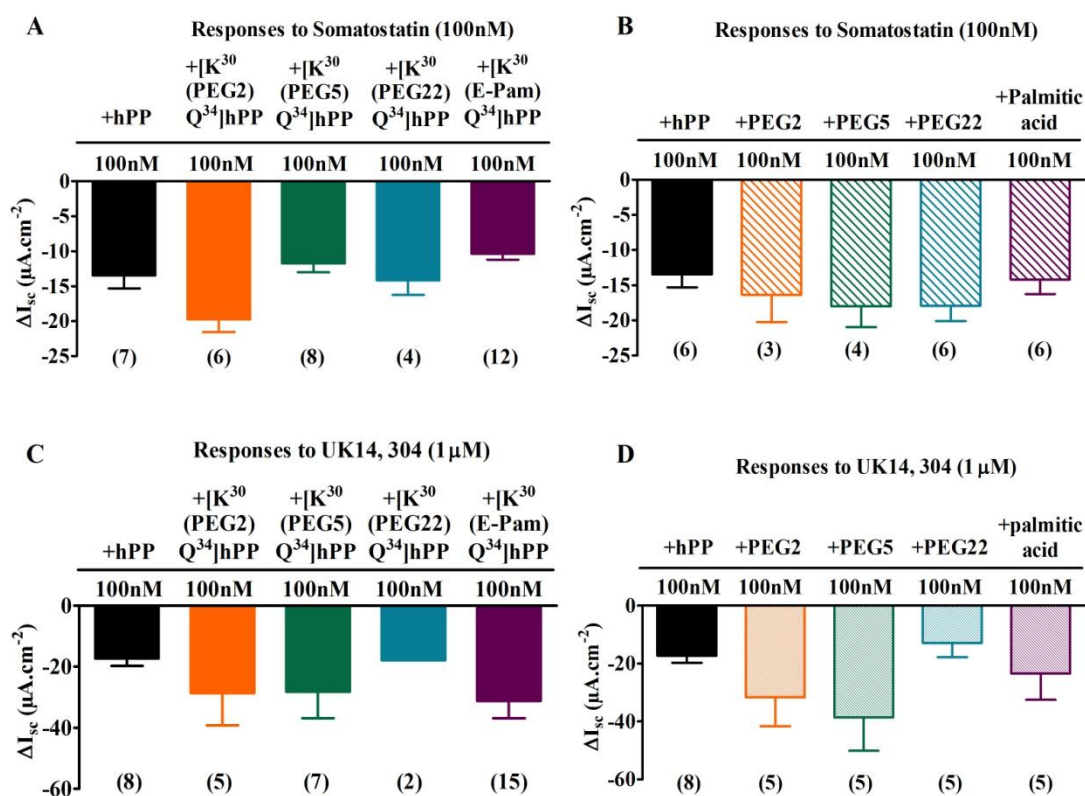 A
Responses to Somatostatin (100nM)
+hPP
+[K³⁰ (PEG2) Q³⁴]hPP
+[K³⁰ (PEG5) Q³⁴]hPP
+[K³⁰ (PEG22) Q³⁴]hPP
+[K³⁰ (E-Pam) Q³⁴]hPP
100nM 100nM 100nM 100nM 100nM
ΔIsc (μA.cm⁻²)
0
-5
-10
-15
-20
-25
(7) (6) (8) (4) (12)
B
Responses to Somatostatin (100nM)
+hPP +PEG2 +PEG5 +PEG22 +Palmitic acid
100nM 100nM 100nM 100nM 100nM
ΔIsc (μA.cm⁻²)
0
-5
-10
-15
-20
-25
(6) (3) (4) (6) (6)
C
Responses to UK14, 304 (1μM)
+hPP
+[K³⁰ (PEG2) Q³⁴]hPP
+[K³⁰ (PEG5) Q³⁴]hPP
+[K³⁰ (PEG22) Q³⁴]hPP
+[K³⁰ (E-Pam) Q³⁴]hPP
100nM 100nM 100nM 100nM 100nM
ΔIsc (μA.cm⁻²)
0
-20
-40
-60
(8) (5) (7) (2) (15)
D
Responses to UK14, 304 (1μM)
+hPP +PEG2 +PEG5 +PEG22 +palmitic acid
100nM 100nM 100nM 100nM 100nM
ΔIsc (μA.cm⁻²)
0
-20
-40
-60
(8) (5) (5) (5) (5)